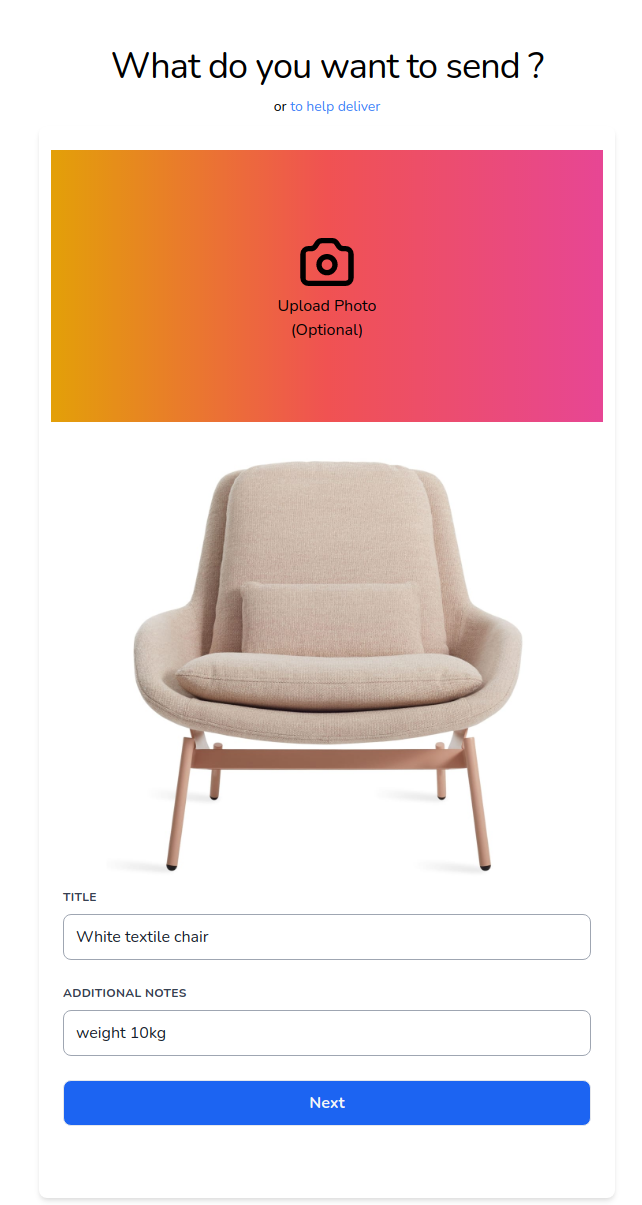 What do you want to send ?
or to help deliver
Upload Photo
(Optional)
TITLE
White textile chair
ADDITIONAL NOTES
weight 10kg
Next